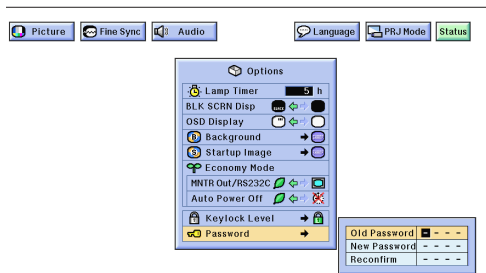 Picture Fine Sync Audio Language PRJ Mode Status
Options
Lamp Timer 5 h
BLK SCRN Disp
OSD Display
Background
Startup Image
Economy Mode
MNTR Out/RS232C
Auto Power Off
Keylock Level
Password
Old Password - - - -
New Password - - - -
Reconfirm - - - -